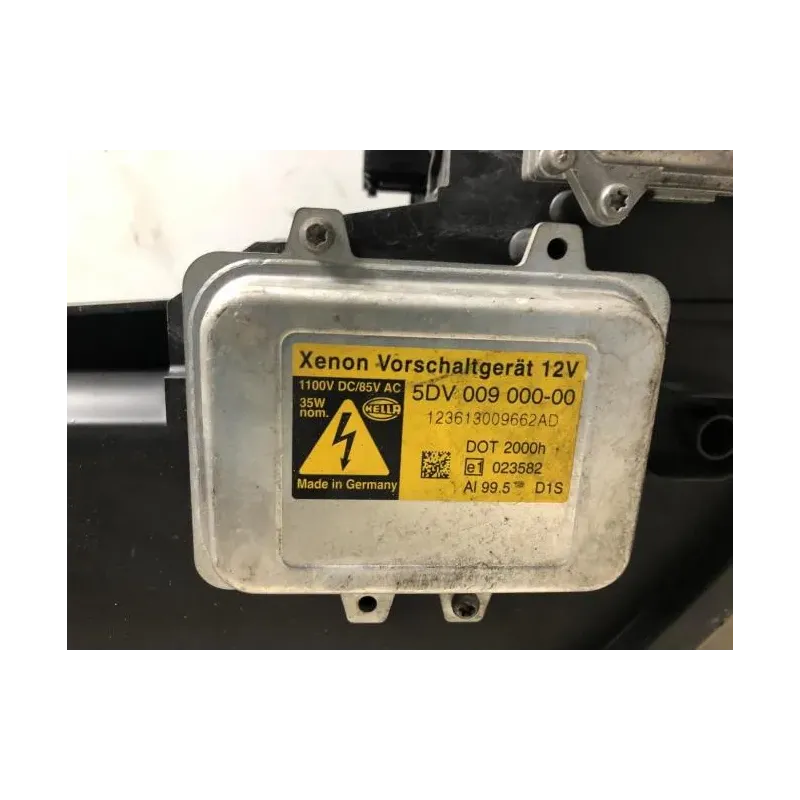 Xenon Vorschaltgerät 12V
1100V DC/85V AC
35W
nom.
HELLA
5DV 009 000-00
123613009662AD
DOT 2000h
e1 023582
Made in Germany
AI 99.5 D1S